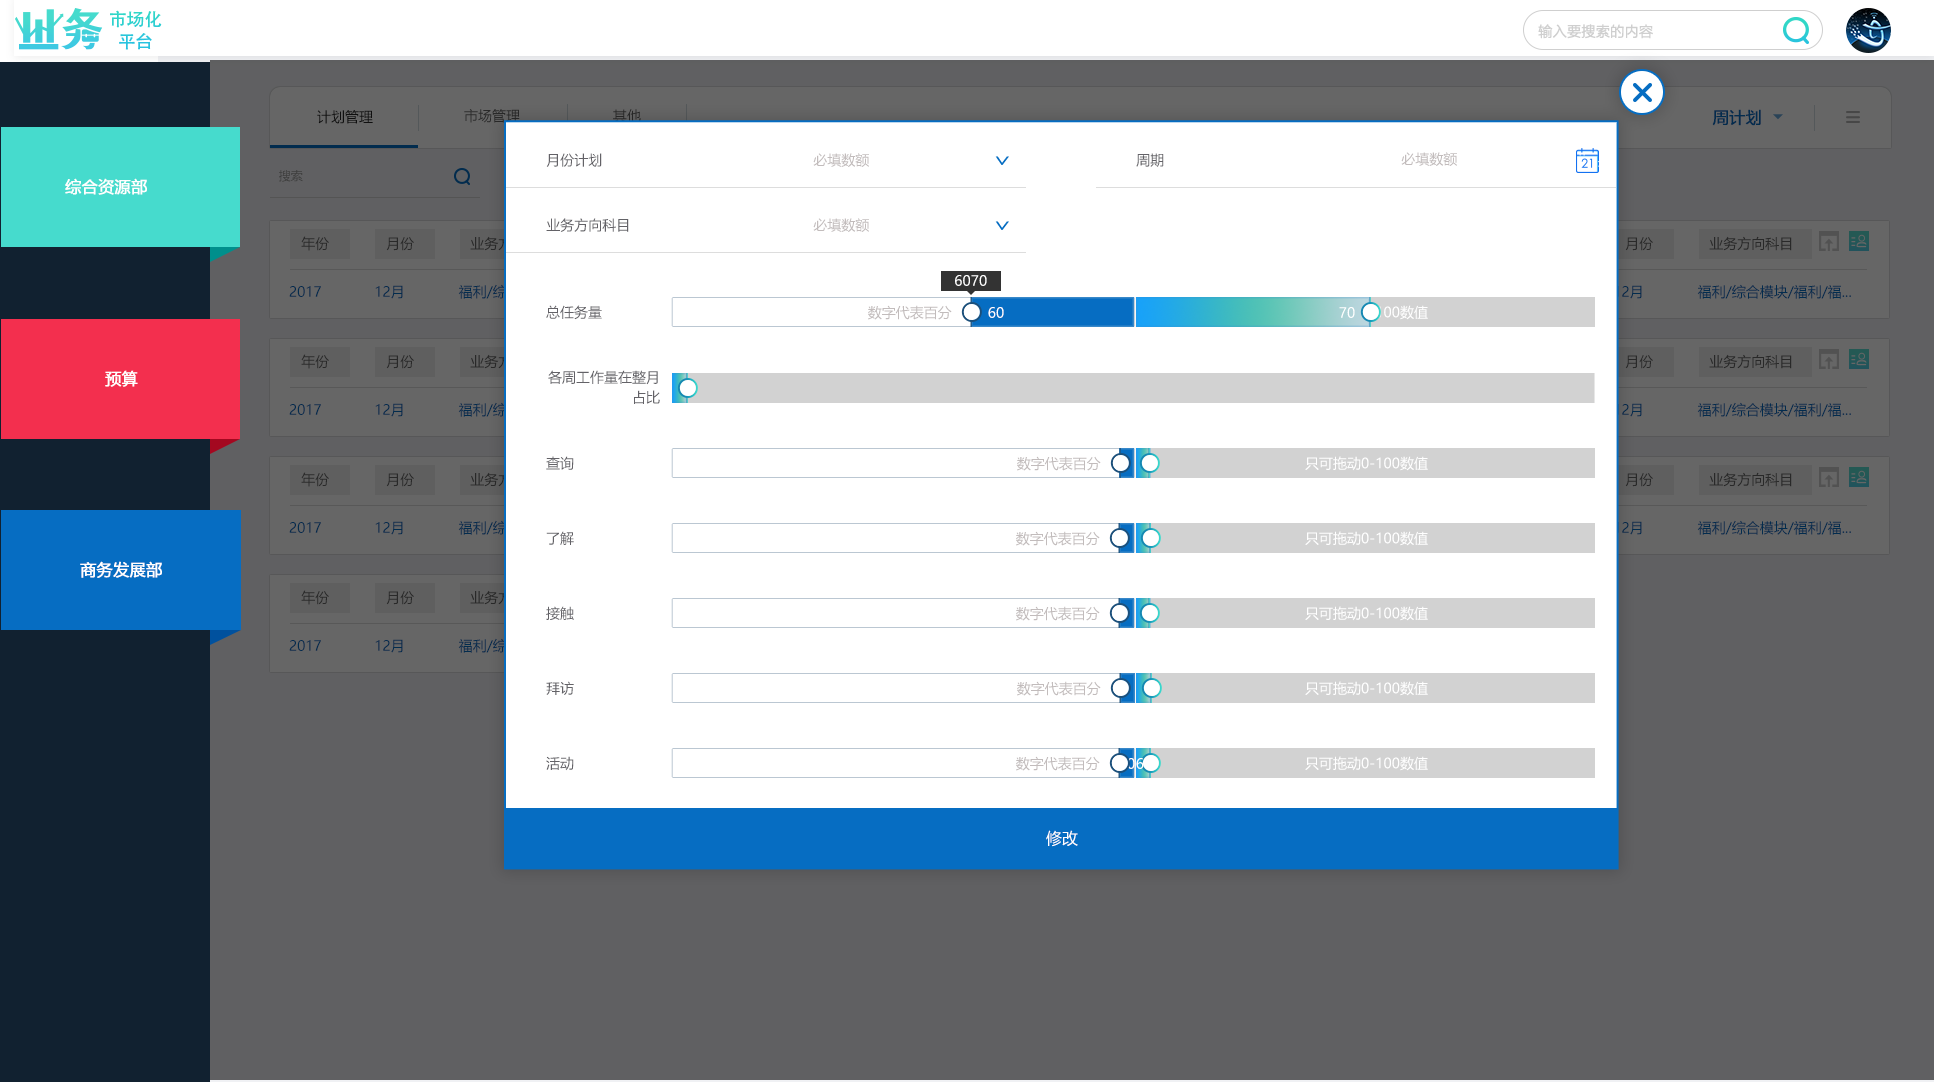 业务 市场化
平台
输入要搜索的内容
计划管理 市场管理 其他 周计划
搜索
综合资源部
预算
商务发展部
年份 月份 业务方 月份 业务方向科目
2017 12月 福利/综 2月 福利/综合模块/福利/福...
年份 月份 业务方 月份 业务方向科目
2017 12月 福利/综 2月 福利/综合模块/福利/福...
年份 月份 业务方 月份 业务方向科目
2017 12月 福利/综 2月 福利/综合模块/福利/福...
年份 月份 业务方
2017 12月 福利/综
月份计划 必填数额 周期 必填数额 21
业务方向科目 必填数额
6070
总任务量 数字代表百分 60 70 00数值
各周工作量在整月
占比
查询 数字代表百分 只可拖动0-100数值
了解 数字代表百分 只可拖动0-100数值
接触 数字代表百分 只可拖动0-100数值
拜访 数字代表百分 只可拖动0-100数值
活动 数字代表百分 06 只可拖动0-100数值
修改